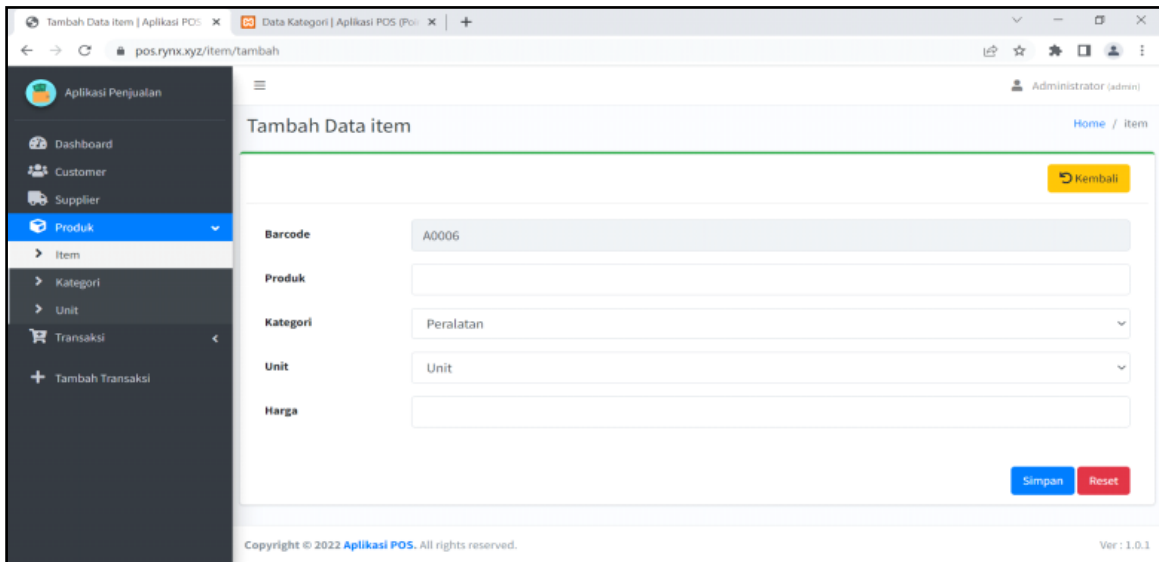 Tambah Data item | Aplikasi POS
Data Kategori | Aplikasi POS (Poi
pos.rynx.xyz/item/tambah
Aplikasi Penjualan
Administrator (admin)
Tambah Data item
Home / item
Dashboard
Customer
Supplier
Produk
Item
Kategori
Unit
Transaksi
Tambah Transaksi
Kembali
Barcode A0006
Produk
Kategori Peralatan
Unit Unit
Harga
Simpan Reset
Copyright © 2022 Aplikasi POS. All rights reserved.
Ver : 1.0.1